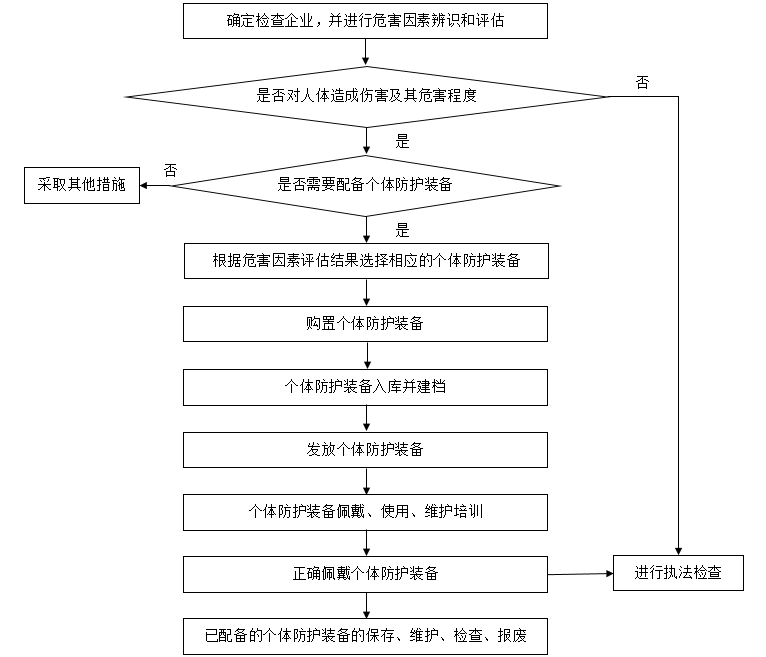 确定检查企业，并进行危害因素辨识和评估
是否对人体造成伤害及其危害程度
否
是
否
采取其他措施
是否需要配备个体防护装备
是
根据危害因素评估结果选择相应的个体防护装备
购置个体防护装备
个体防护装备入库并建档
发放个体防护装备
个体防护装备佩戴、使用、维护培训
正确佩戴个体防护装备
进行执法检查
已配备的个体防护装备的保存、维护、检查、报废